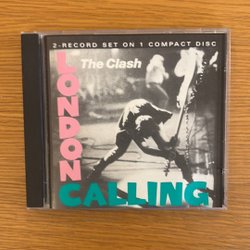 2-RECORD SET ON 1 COMPACT DISC
The Clash
LONDON
CALLING